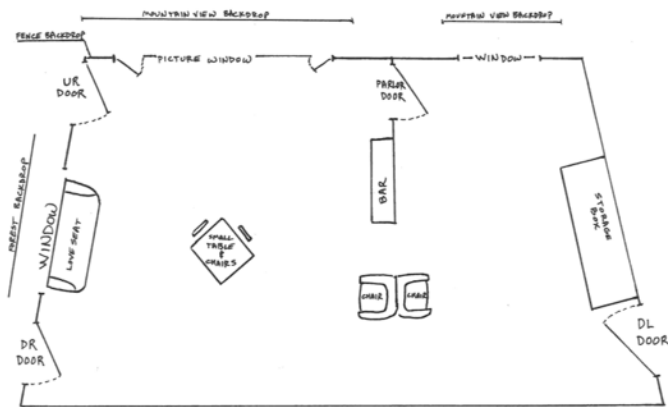 MOUNTAIN VIEW BACKDROP
MOUNTAIN VIEW BACKDROP
FENCE BACKDROP
PICTURE WINDOW
WINDOW
UR
DOOR
PARLOR
DOOR
FOREST BACKDROP
WINDOW
LOVE SEAT
SMALL
TABLE
&
CHAIRS
BAR
STORAGE
BOX
CHAIR
CHAIR
DR
DOOR
DL
DOOR